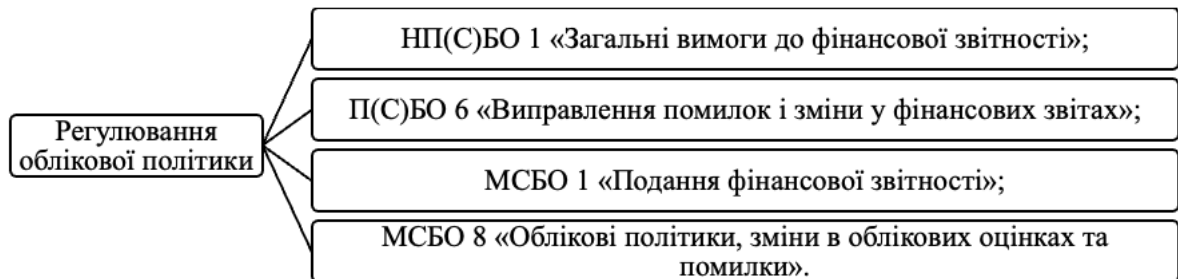 НП(С)БО 1 «Загальні вимоги до фінансової звітності»;
П(С)БО 6 «Виправлення помилок і зміни у фінансових звітах»;
Регулювання
облікової політики
МСБО 1 «Подання фінансової звітності»;
МСБО 8 «Облікові політики, зміни в облікових оцінках та
помилки».